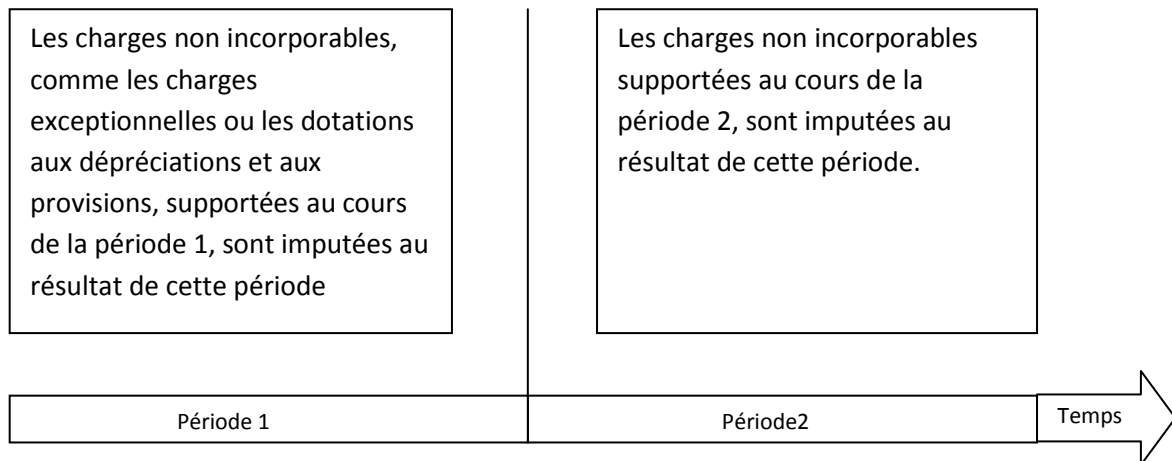 Les charges non incorporables,
comme les charges
exceptionnelles ou les dotations
aux dépréciations et aux
provisions, supportées au cours
de la période 1, sont imputées au
résultat de cette période
Les charges non incorporables
supportées au cours de la
période 2, sont imputées au
résultat de cette période.
Période 1
Période2
Temps